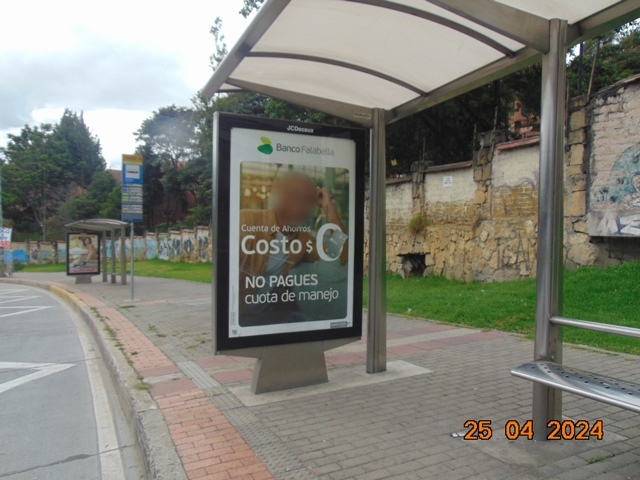 JCDecaux
Banco Falabella
Cuenta de Ahorros
Costo $0
NO PAGUES
cuota de manejo
25 04 2024